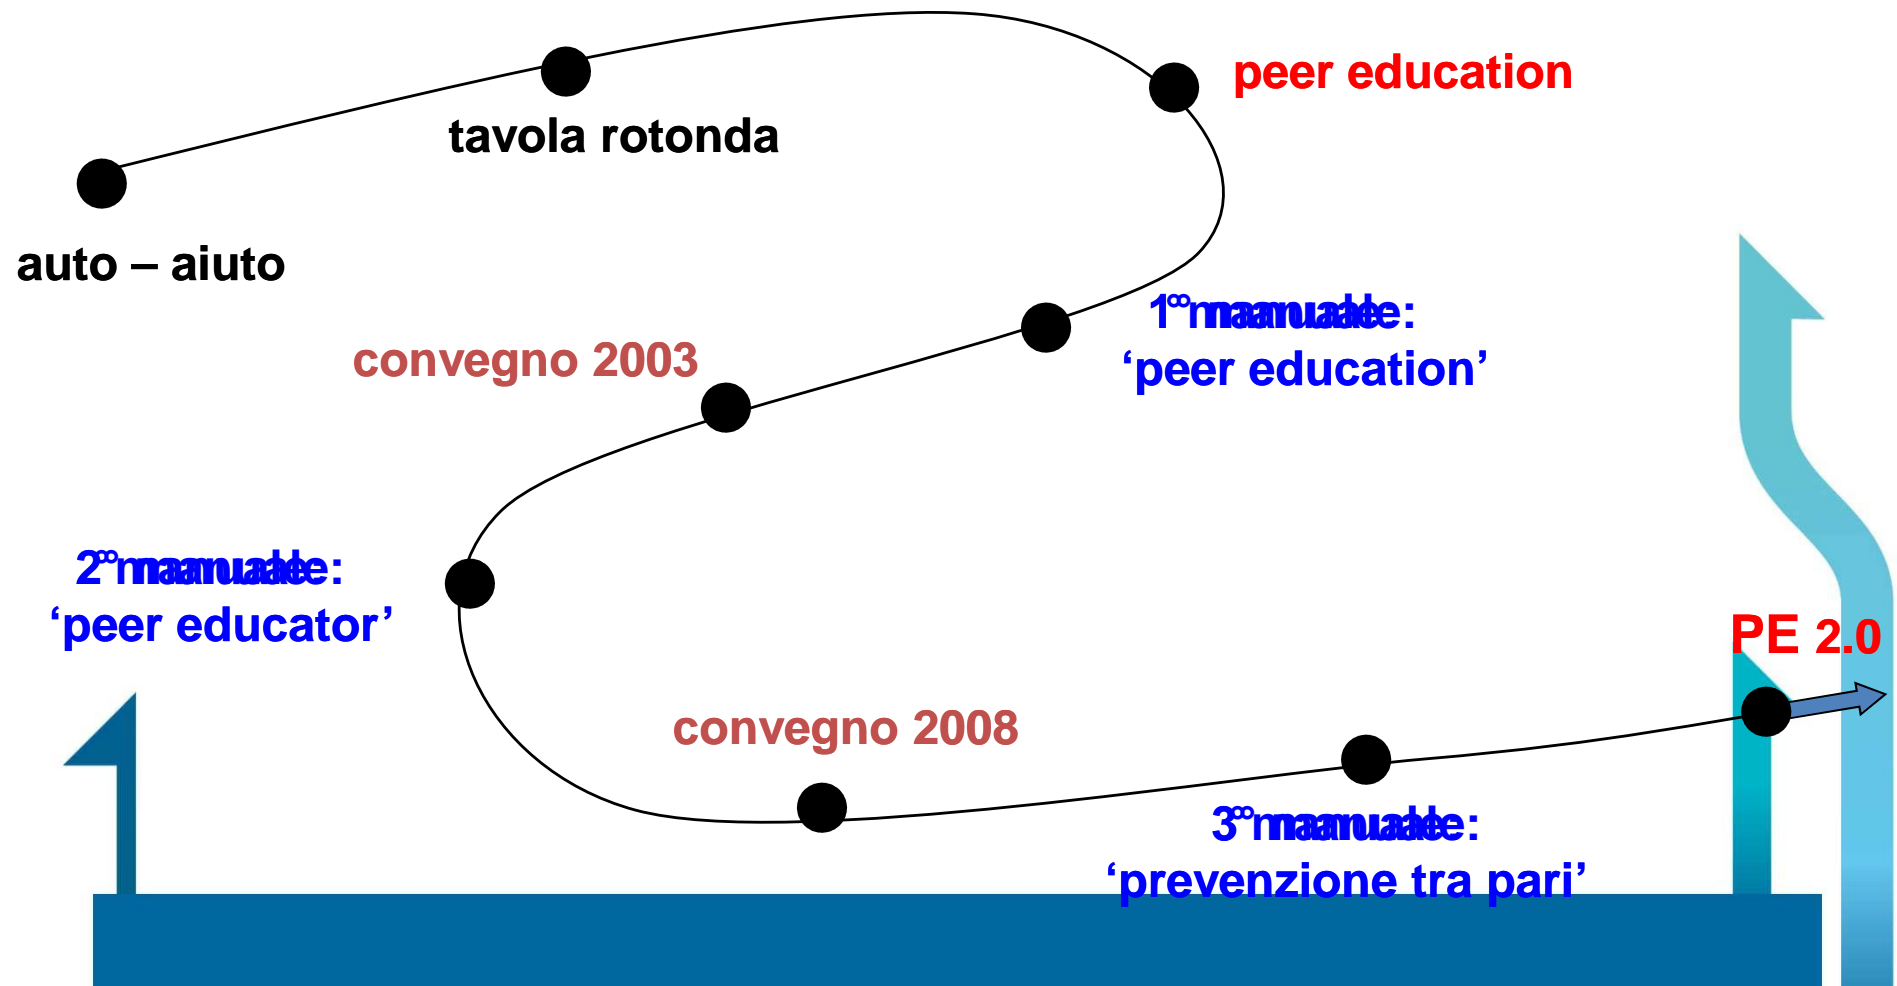 peer education
tavola rotonda
auto – aiuto
1° manuale:
‘peer education’
convegno 2003
2° manuale:
‘peer educator’
PE 2.0
convegno 2008
3° manuale:
‘prevenzione tra pari’